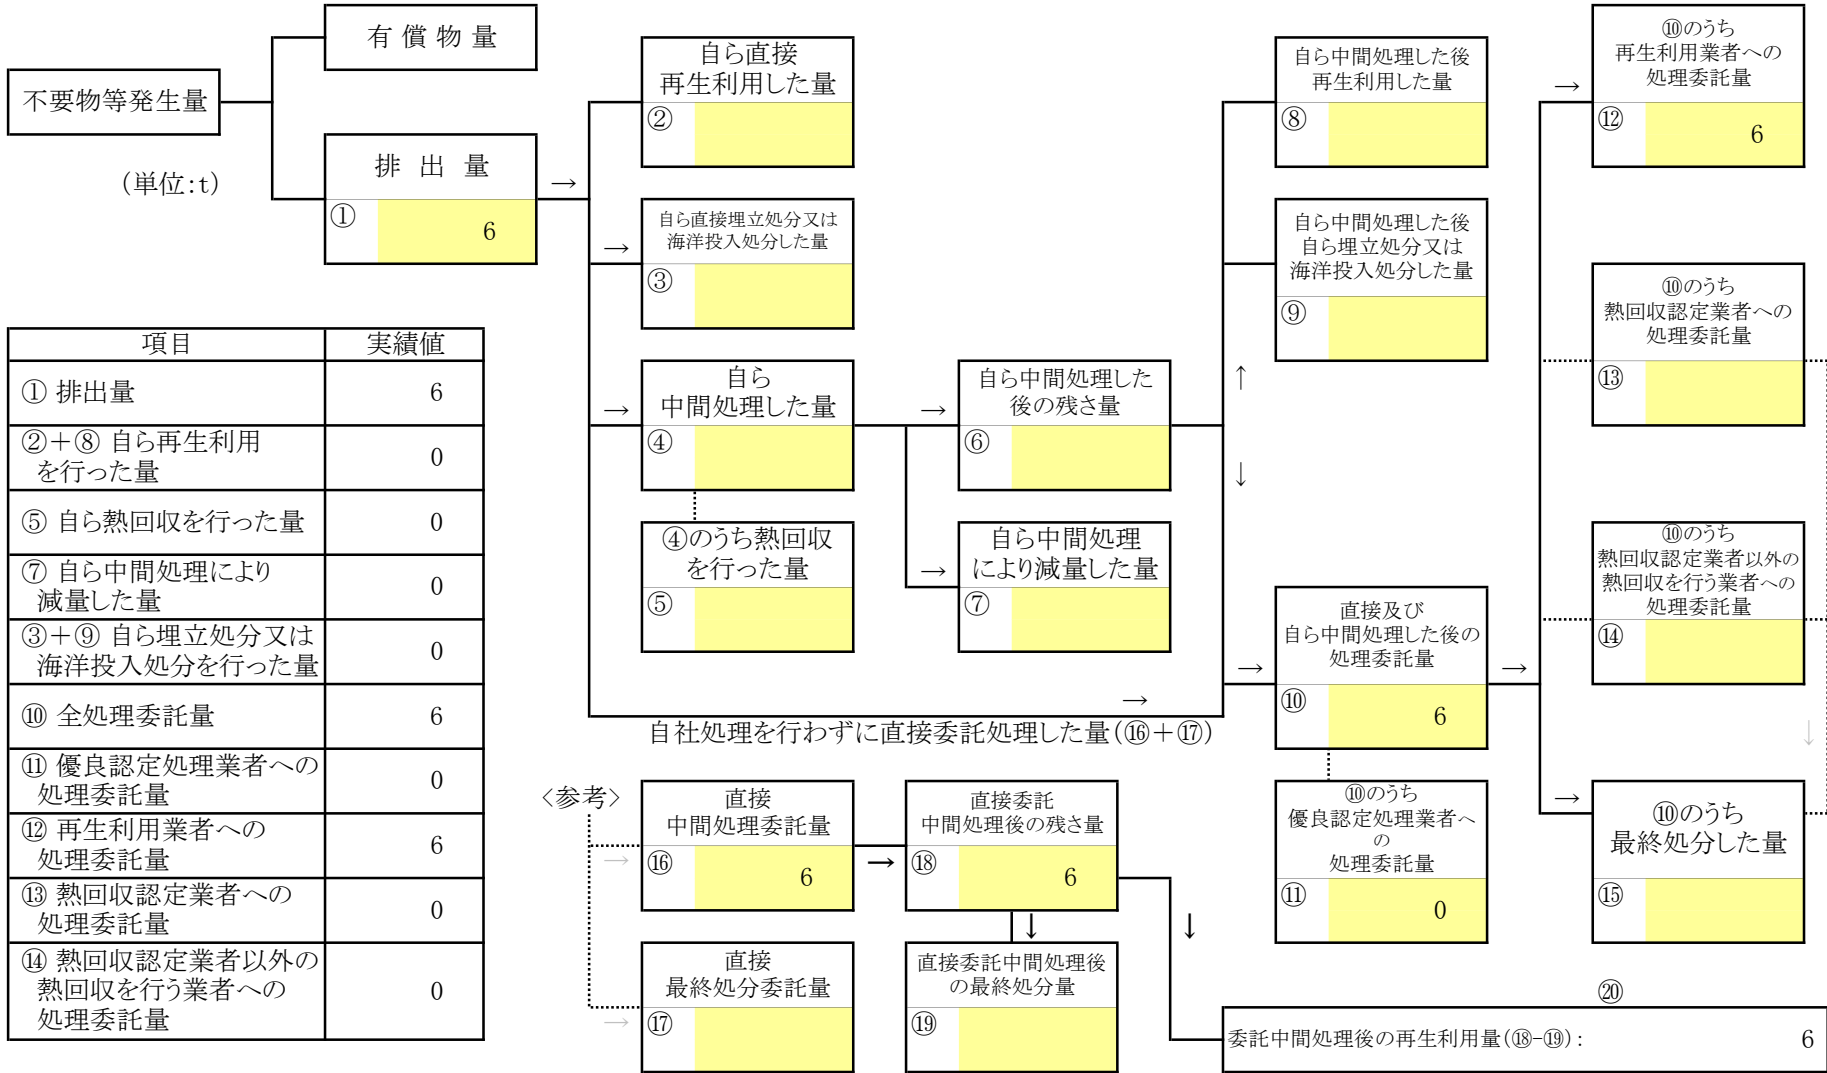 不要物等発生量
有 償 物 量
(単位:t)
排 出 量
① 6
→
自ら直接
再生利用した量
②
→
自ら直接埋立処分又は
海洋投入処分した量
③
→
自ら
中間処理した量
④
④のうち熱回収
を行った量
⑤
→
自ら中間処理した
後の残さ量
⑥
→
自ら中間処理
により減量した量
⑦
↑
↓
自ら中間処理した後
再生利用した量
⑧
自ら中間処理した後
自ら埋立処分又は
海洋投入処分した量
⑨
→
自社処理を行わずに直接委託処理した量(⑯+⑰)
→
直接及び
自ら中間処理した後の
処理委託量
⑩ 6
⑩のうち
優良認定処理業者へ
の
処理委託量
⑪ 0
→
→
⑩のうち
再生利用業者への
処理委託量
⑫ 6
⑩のうち
熱回収認定業者への
処理委託量
⑬
⑩のうち
熱回収認定業者以外の
熱回収を行う業者への
処理委託量
⑭
↓
→
⑩のうち
最終処分した量
⑮
項目 実績値
① 排出量 6
②+⑧ 自ら再生利用
を行った量 0
⑤ 自ら熱回収を行った量 0
⑦ 自ら中間処理により
減量した量 0
③+⑨ 自ら埋立処分又は
海洋投入処分を行った量 0
⑩ 全処理委託量 6
⑪ 優良認定処理業者への
処理委託量 0
⑫ 再生利用業者への
処理委託量 6
⑬ 熱回収認定業者への
処理委託量 0
⑭ 熱回収認定業者以外の
熱回収を行う業者への
処理委託量 0
〈参考〉
→
直接
中間処理委託量
⑯ 6
→
直接委託
中間処理後の残さ量
⑱ 6
↓
↓
→
直接
最終処分委託量
⑰
直接委託中間処理後
の最終処分量
⑲
⑳
委託中間処理後の再生利用量(⑱-⑲): 6